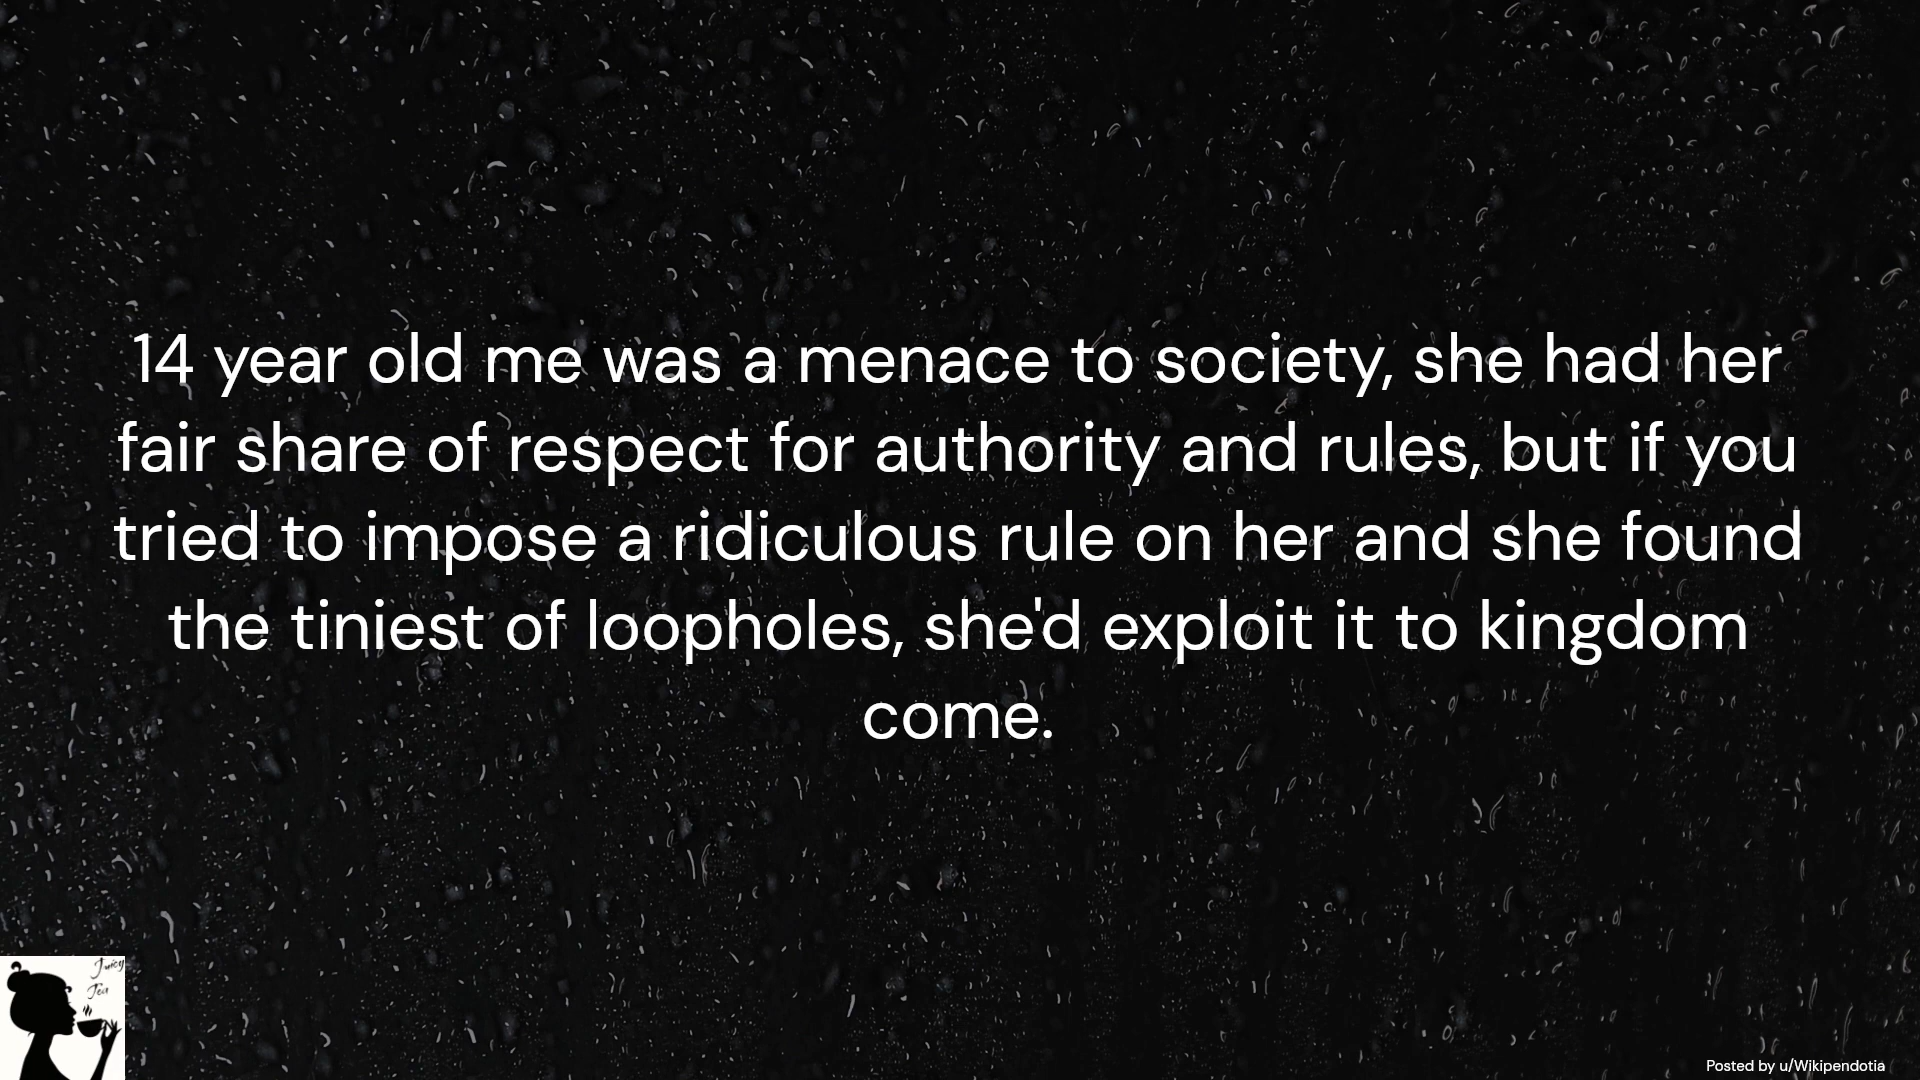 14 year old me was a menace to society, she had her
fair share of respect for authority and rules, but if you
tried to impose a ridiculous rule on her and she found
the tiniest of loopholes, she'd exploit it to kingdom
come.
Juicy
Tea
Posted by u/Wikipendotia